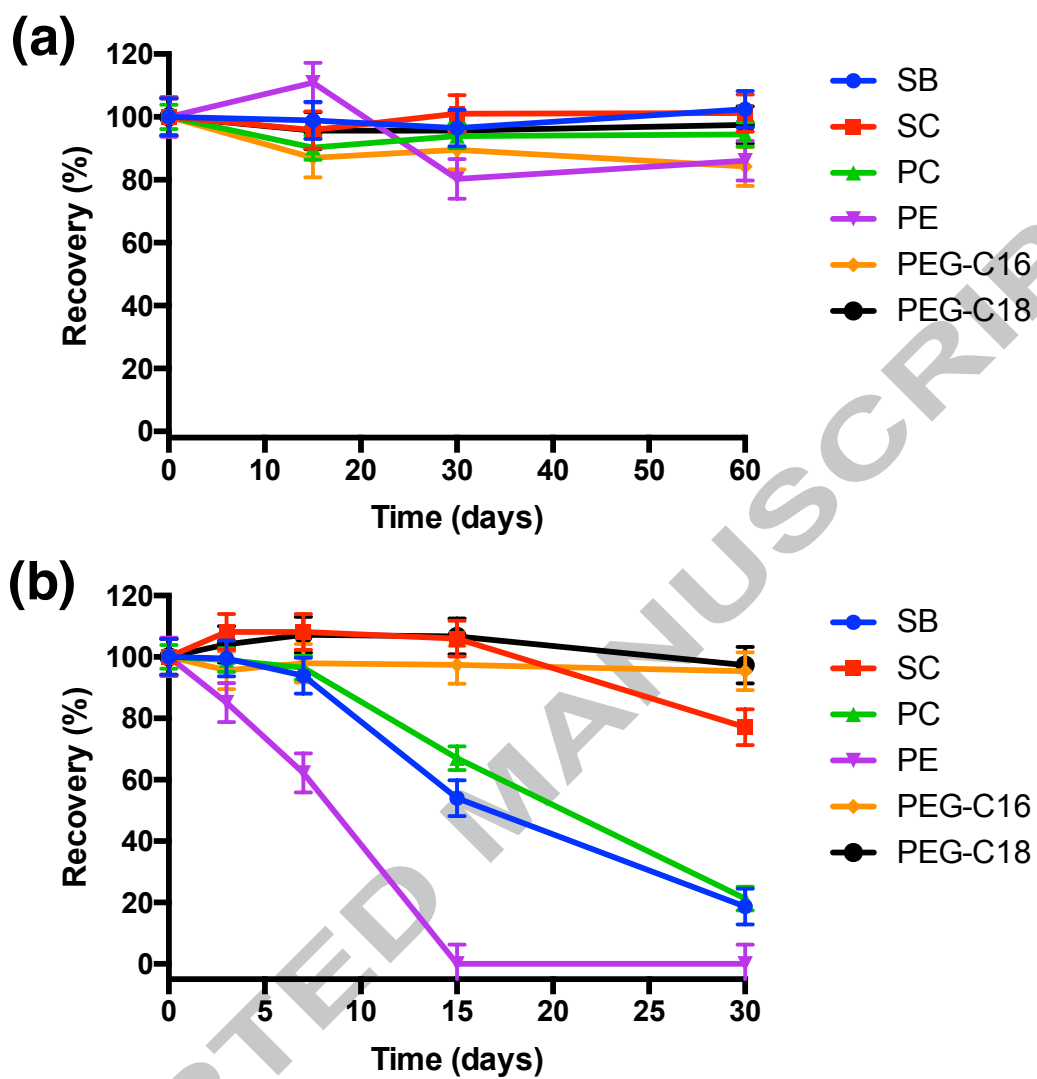 (a)
120
100
80
60
40
20
0
Recovery (%)
0 10 20 30 40 50 60
Time (days)
SB
SC
PC
PE
PEG-C16
PEG-C18
(b)
120
100
80
60
40
20
0
Recovery (%)
0 5 10 15 20 25 30
Time (days)
SB
SC
PC
PE
PEG-C16
PEG-C18
PTED MANUSCRIP